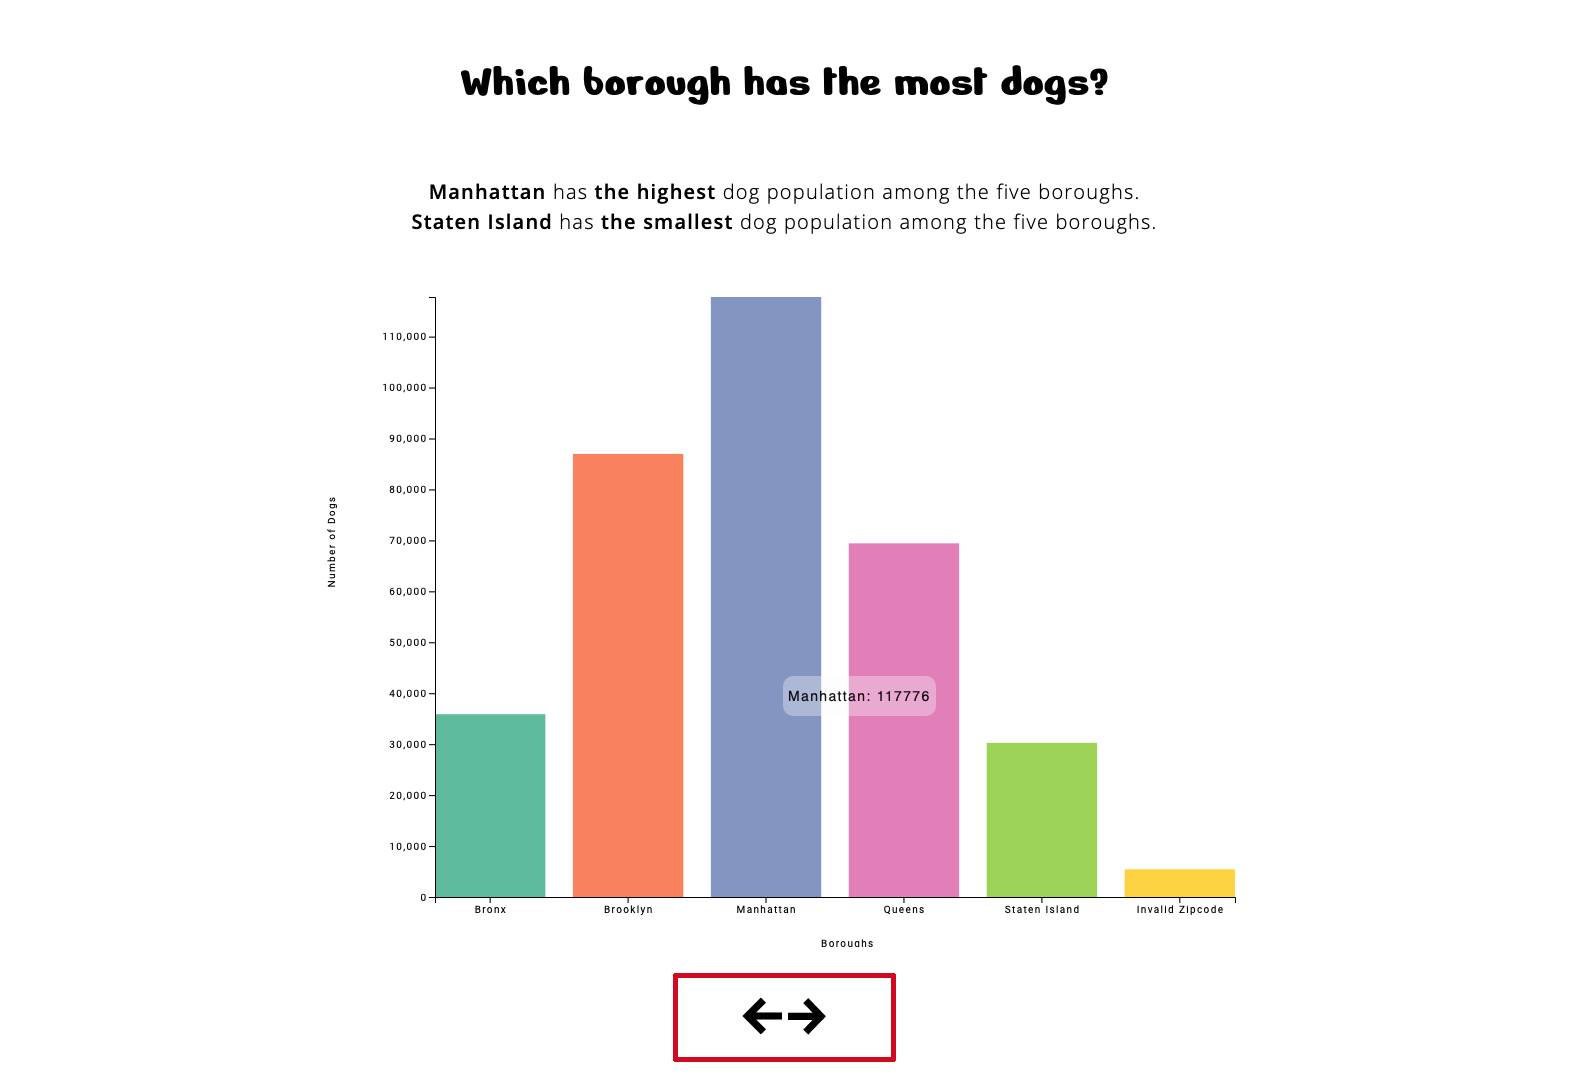 Which borough has the most dogs?
Manhattan has the highest dog population among the five boroughs.
Staten Island has the smallest dog population among the five boroughs.
110,000
100,000
90,000
80,000
70,000
60,000
50,000
40,000
30,000
20,000
10,000
0
Number of Dogs
Manhattan: 117776
Bronx Brooklyn Manhattan Queens Staten Island Invalid Zipcode
Boroughs